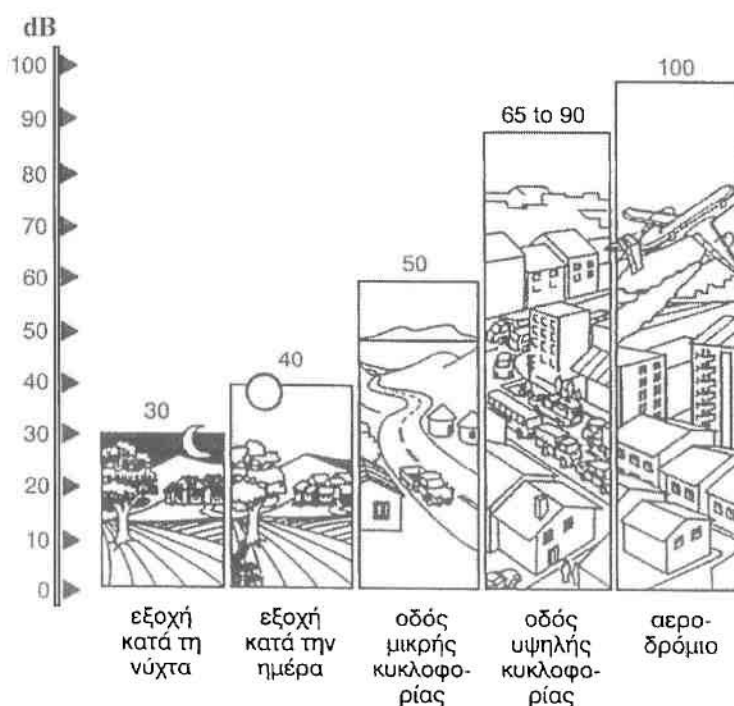 dB
100
90
80
70
60
50
40
30
20
10
0
30
40
50
65 to 90
100
εξοχή
κατά τη
νύχτα
εξοχή
κατά την
ημέρα
οδός
μικρής
κυκλοφο-
ρίας
οδός
υψηλής
κυκλοφο-
ρίας
αερο-
δρόμιο